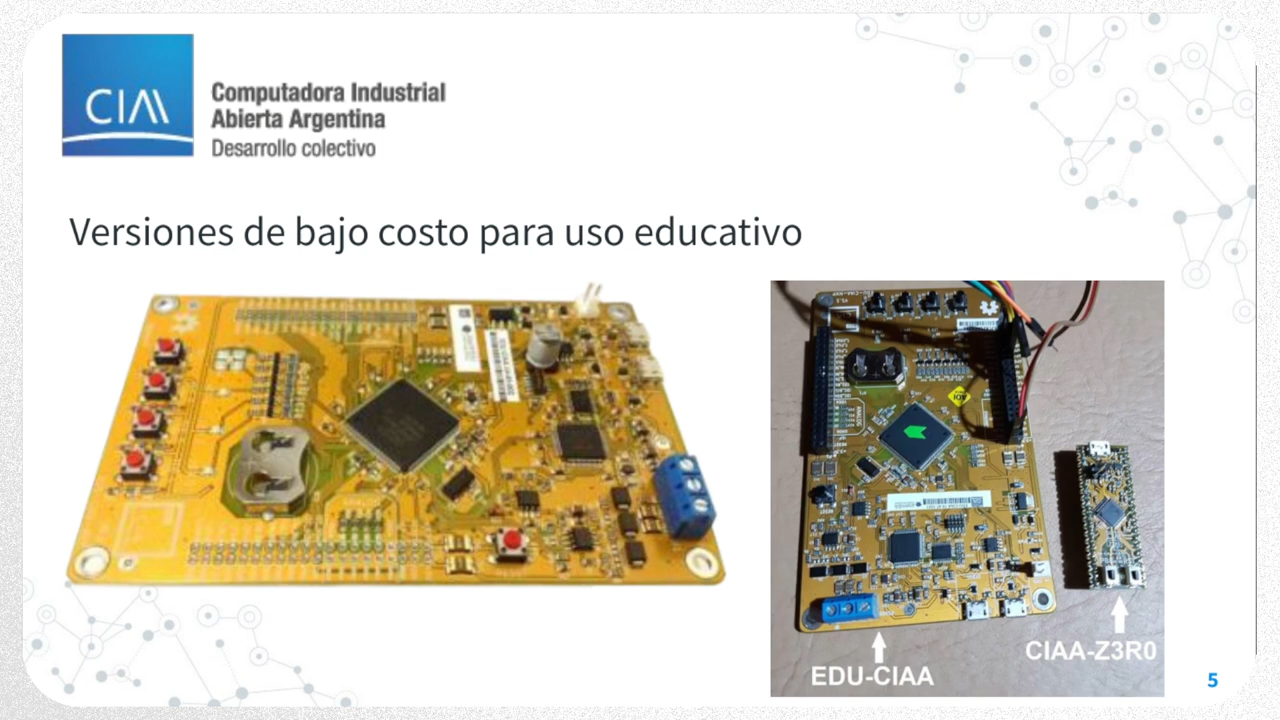 CIAA
Computadora Industrial
Abierta Argentina
Desarrollo colectivo
Versiones de bajo costo para uso educativo
EDU-CIAA
CIAA-Z3R0
5